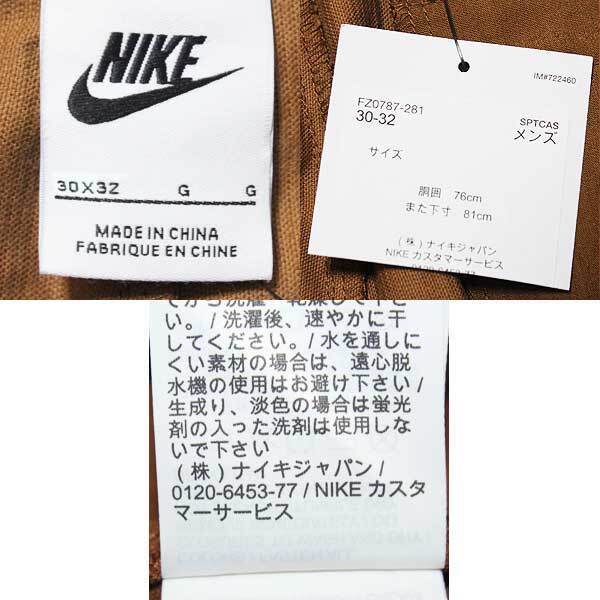 NIKE
30X32 G G
MADE IN CHINA
FABRIQUE EN CHINE
IM#722460
FZ0787-281
30-32
SPTCAS
メンズ
サイズ
胴囲 76cm
また下寸 81cm
(株)ナイキジャパン
NIKE カスタマーサービス
い。/洗濯後、速やかに干
してください。/水を通しに
くい素材の場合は、遠心脱
水機の使用はお避け下さい/
生成り、淡色の場合は蛍光
剤の入った洗剤は使用しな
いで下さい
(株)ナイキジャパン/
0120-6453-77/NIKE カスタ
マーサービス